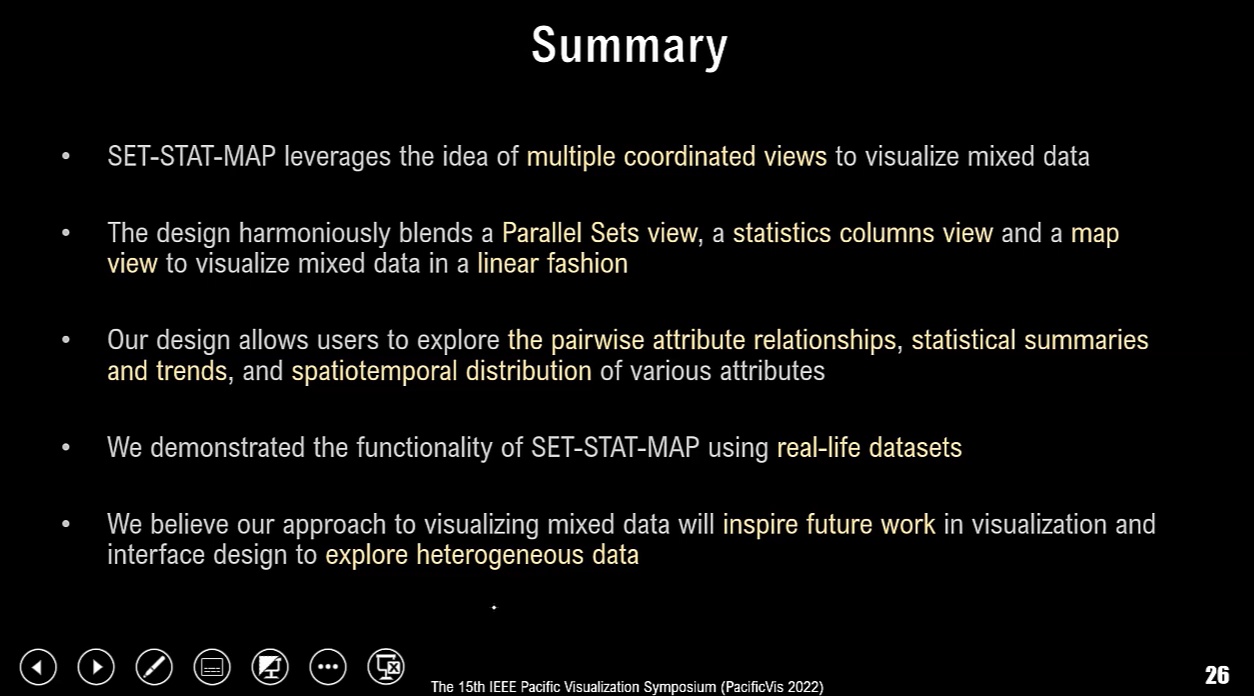 Summary
• SET-STAT-MAP leverages the idea of multiple coordinated views to visualize mixed data
• The design harmoniously blends a Parallel Sets view, a statistics columns view and a map
view to visualize mixed data in a linear fashion
• Our design allows users to explore the pairwise attribute relationships, statistical summaries
and trends, and spatiotemporal distribution of various attributes
• We demonstrated the functionality of SET-STAT-MAP using real-life datasets
• We believe our approach to visualizing mixed data will inspire future work in visualization and
interface design to explore heterogeneous data
The 15th IEEE Pacific Visualization Symposium (PacificVis 2022)
26